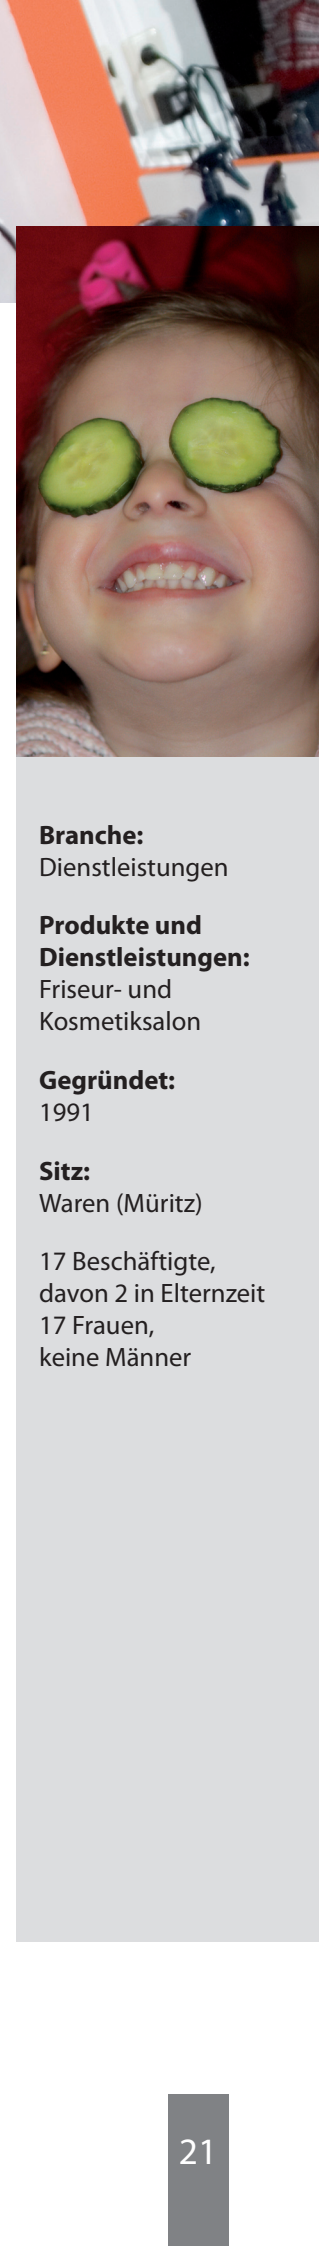 Branche:
Dienstleistungen
Produkte und
Dienstleistungen:
Friseur- und
Kosmetiksalon
Gegründet:
1991
Sitz:
Waren (Müritz)
17 Beschäftigte,
davon 2 in Elternzeit
17 Frauen,
keine Männer
21